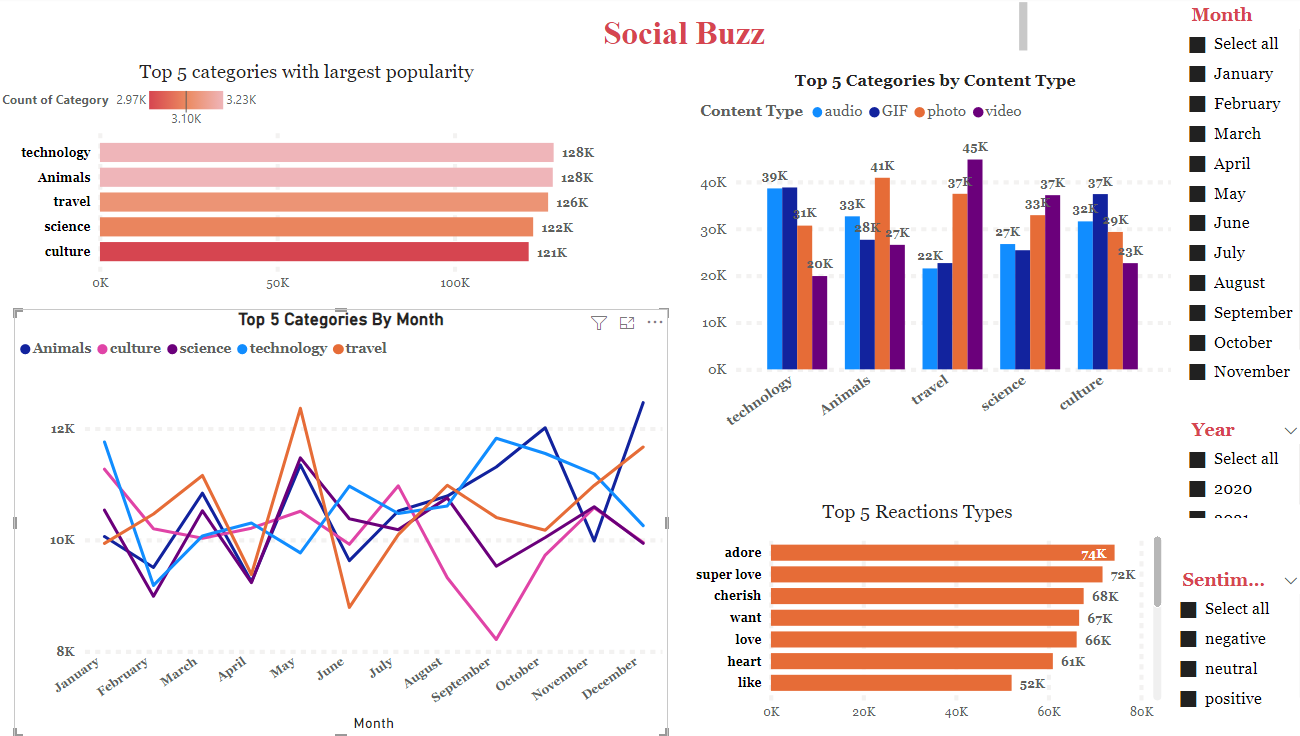 Social Buzz
Top 5 categories with largest popularity
Count of Category 2.97K 3.23K
3.10K
technology 128K
Animals 128K
travel 126K
science 122K
culture 121K
0K 50K 100K
Top 5 Categories by Content Type
Content Type audio GIF photo video
40K
30K
20K
10K
0K
39K 31K 20K
33K 28K 41K 27K
22K 37K 45K
27K 33K 37K
32K 37K 29K 23K
technology Animals travel science culture
Top 5 Categories By Month
Animals culture science technology travel
12K
10K
8K
January February March April May June July August September October November December
Month
Top 5 Reactions Types
adore 74K
super love 72K
cherish 68K
want 67K
love 66K
heart 61K
like 52K
0K 20K 40K 60K 80K
Month
Select all
January
February
March
April
May
June
July
August
September
October
November
Year
Select all
2020
2021
Sentim...
Select all
negative
neutral
positive